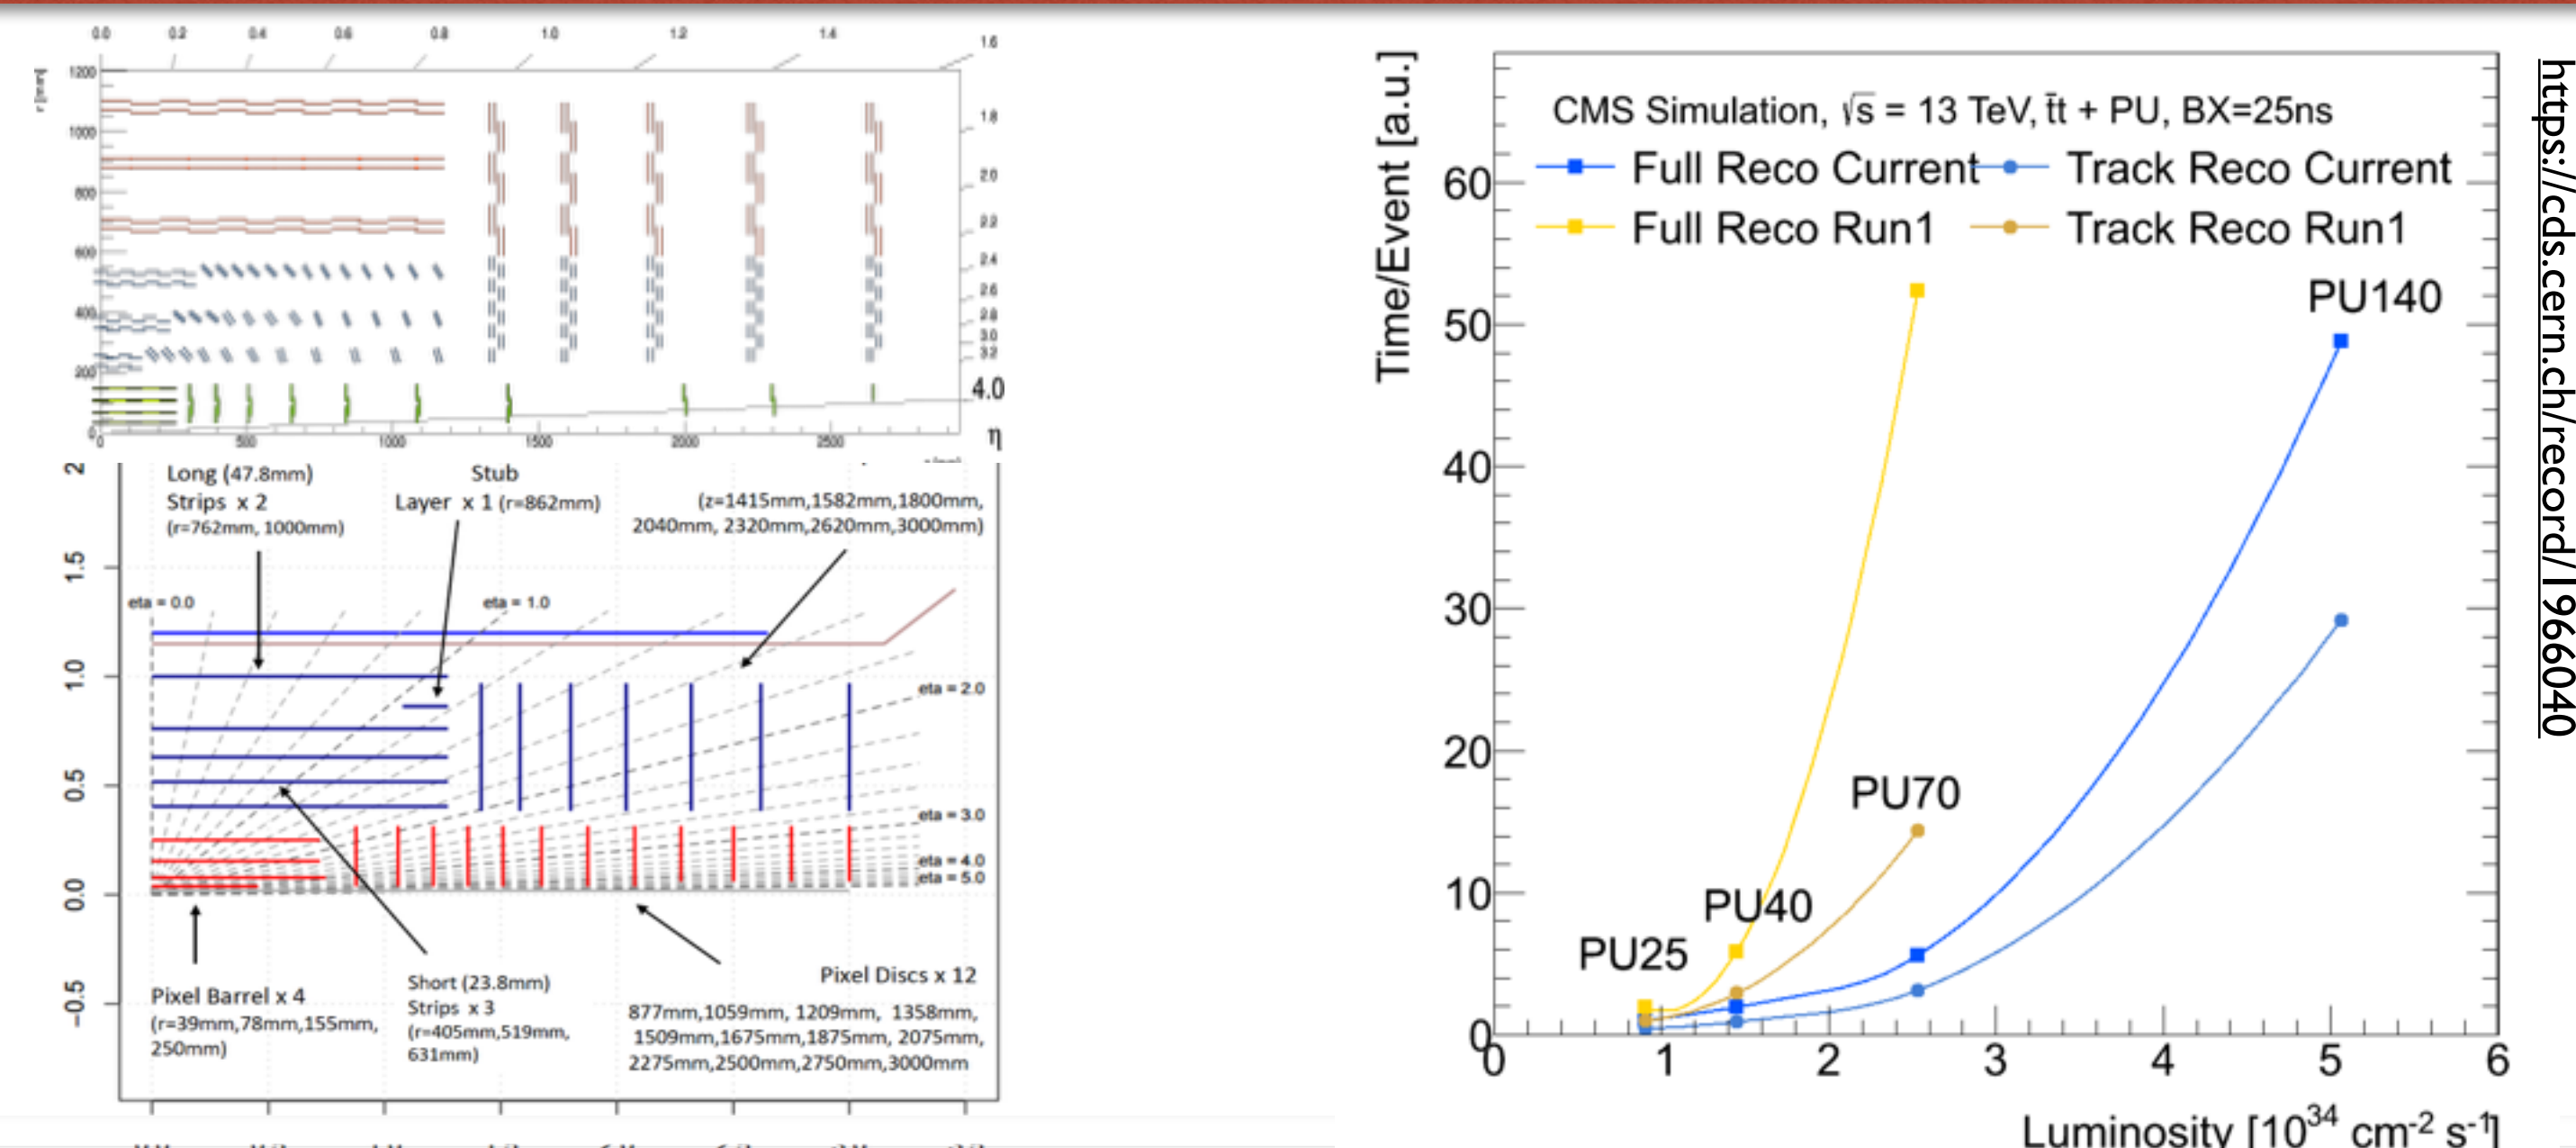 0.0 0.2 0.4 0.6 0.8 1.0 1.2 1.4 1.6
r [mm]
1200
1000
800
600
400
200
0
1.8
2.0
2.2
2.4
2.6
2.8
3.0
3.2
4.0
η
0 500 1000 1500 2000 2500
Long (47.8mm)
Strips x 2
(r=762mm, 1000mm)
Stub
Layer x 1 (r=862mm)
(z=1415mm,1582mm,1800mm,
2040mm, 2320mm,2620mm,3000mm)
2
1.5
1.0
0.5
0.0
−0.5
eta = 0.0
eta = 1.0
eta = 2.0
eta = 3.0
eta = 4.0
eta = 5.0
Pixel Barrel x 4
(r=39mm,78mm,155mm,
250mm)
Short (23.8mm)
Strips x 3
(r=405mm,519mm,
631mm)
Pixel Discs x 12
877mm,1059mm, 1209mm, 1358mm,
1509mm,1675mm,1875mm, 2075mm,
2275mm,2500mm,2750mm,3000mm
Time/Event [a.u.]
CMS Simulation, √s = 13 TeV, t̄t + PU, BX=25ns
Full Reco Current Track Reco Current
Full Reco Run1 Track Reco Run1
60
50
40
30
20
10
0
PU140
PU70
PU40
PU25
0 1 2 3 4 5 6
Luminosity [10³⁴ cm⁻² s⁻¹]
https://cds.cern.ch/record/1966040